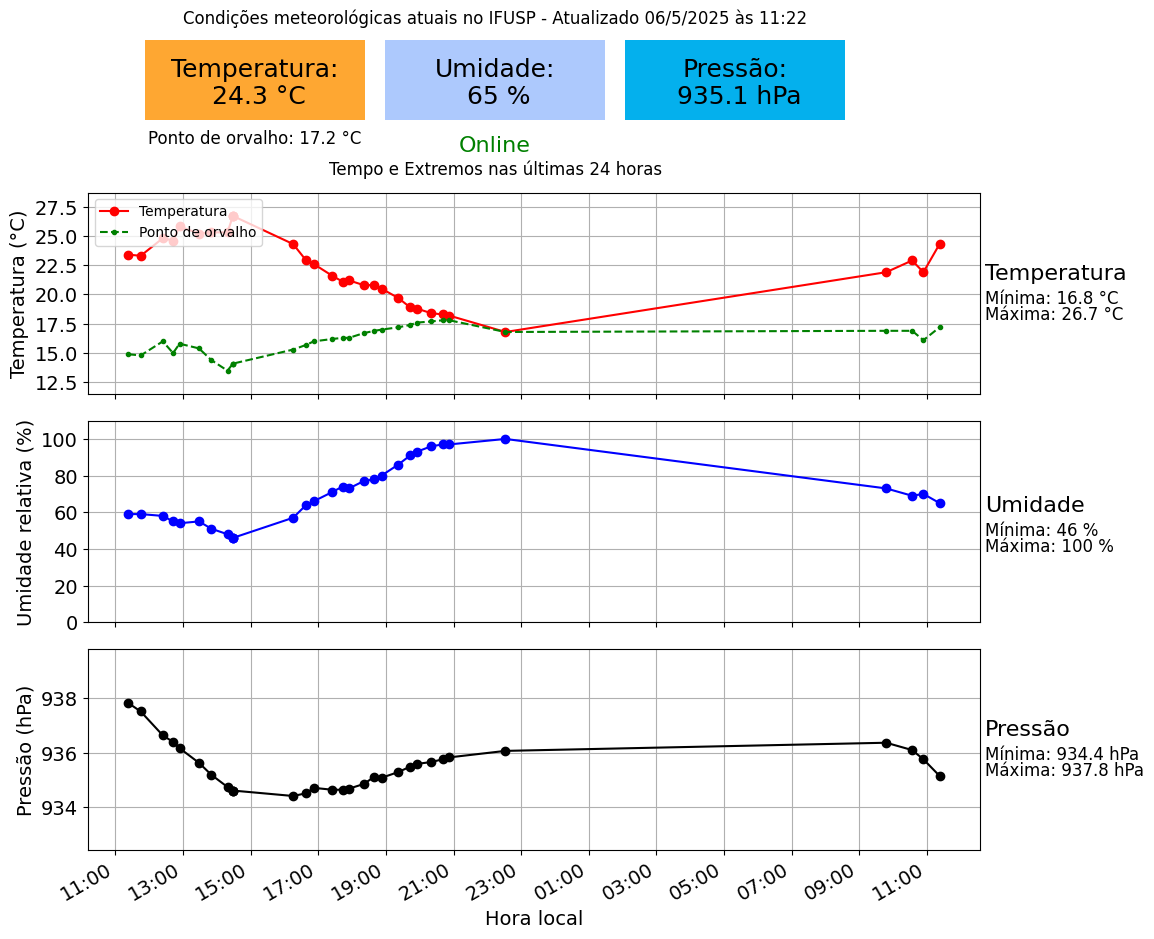 Condições meteorológicas atuais no IFUSP - Atualizado 06/5/2025 às 11:22
Temperatura:
24.3 °C
Umidade:
65 %
Pressão:
935.1 hPa
Ponto de orvalho: 17.2 °C
Online
Tempo e Extremos nas últimas 24 horas
Temperatura (°C)
27.5
25.0
22.5
20.0
17.5
15.0
12.5
Temperatura
Ponto de orvalho
Temperatura
Mínima: 16.8 °C
Máxima: 26.7 °C
Umidade relativa (%)
100
80
60
40
20
0
Umidade
Mínima: 46 %
Máxima: 100 %
Pressão (hPa)
938
936
934
Pressão
Mínima: 934.4 hPa
Máxima: 937.8 hPa
11:00 13:00 15:00 17:00 19:00 21:00 23:00 01:00 03:00 05:00 07:00 09:00 11:00
Hora local